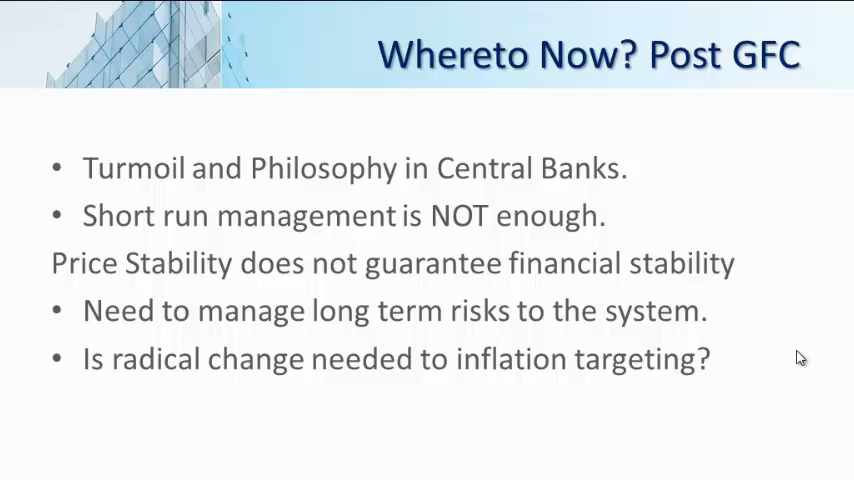 Whereto Now? Post GFC
• Turmoil and Philosophy in Central Banks.
• Short run management is NOT enough.
Price Stability does not guarantee financial stability
• Need to manage long term risks to the system.
• Is radical change needed to inflation targeting?